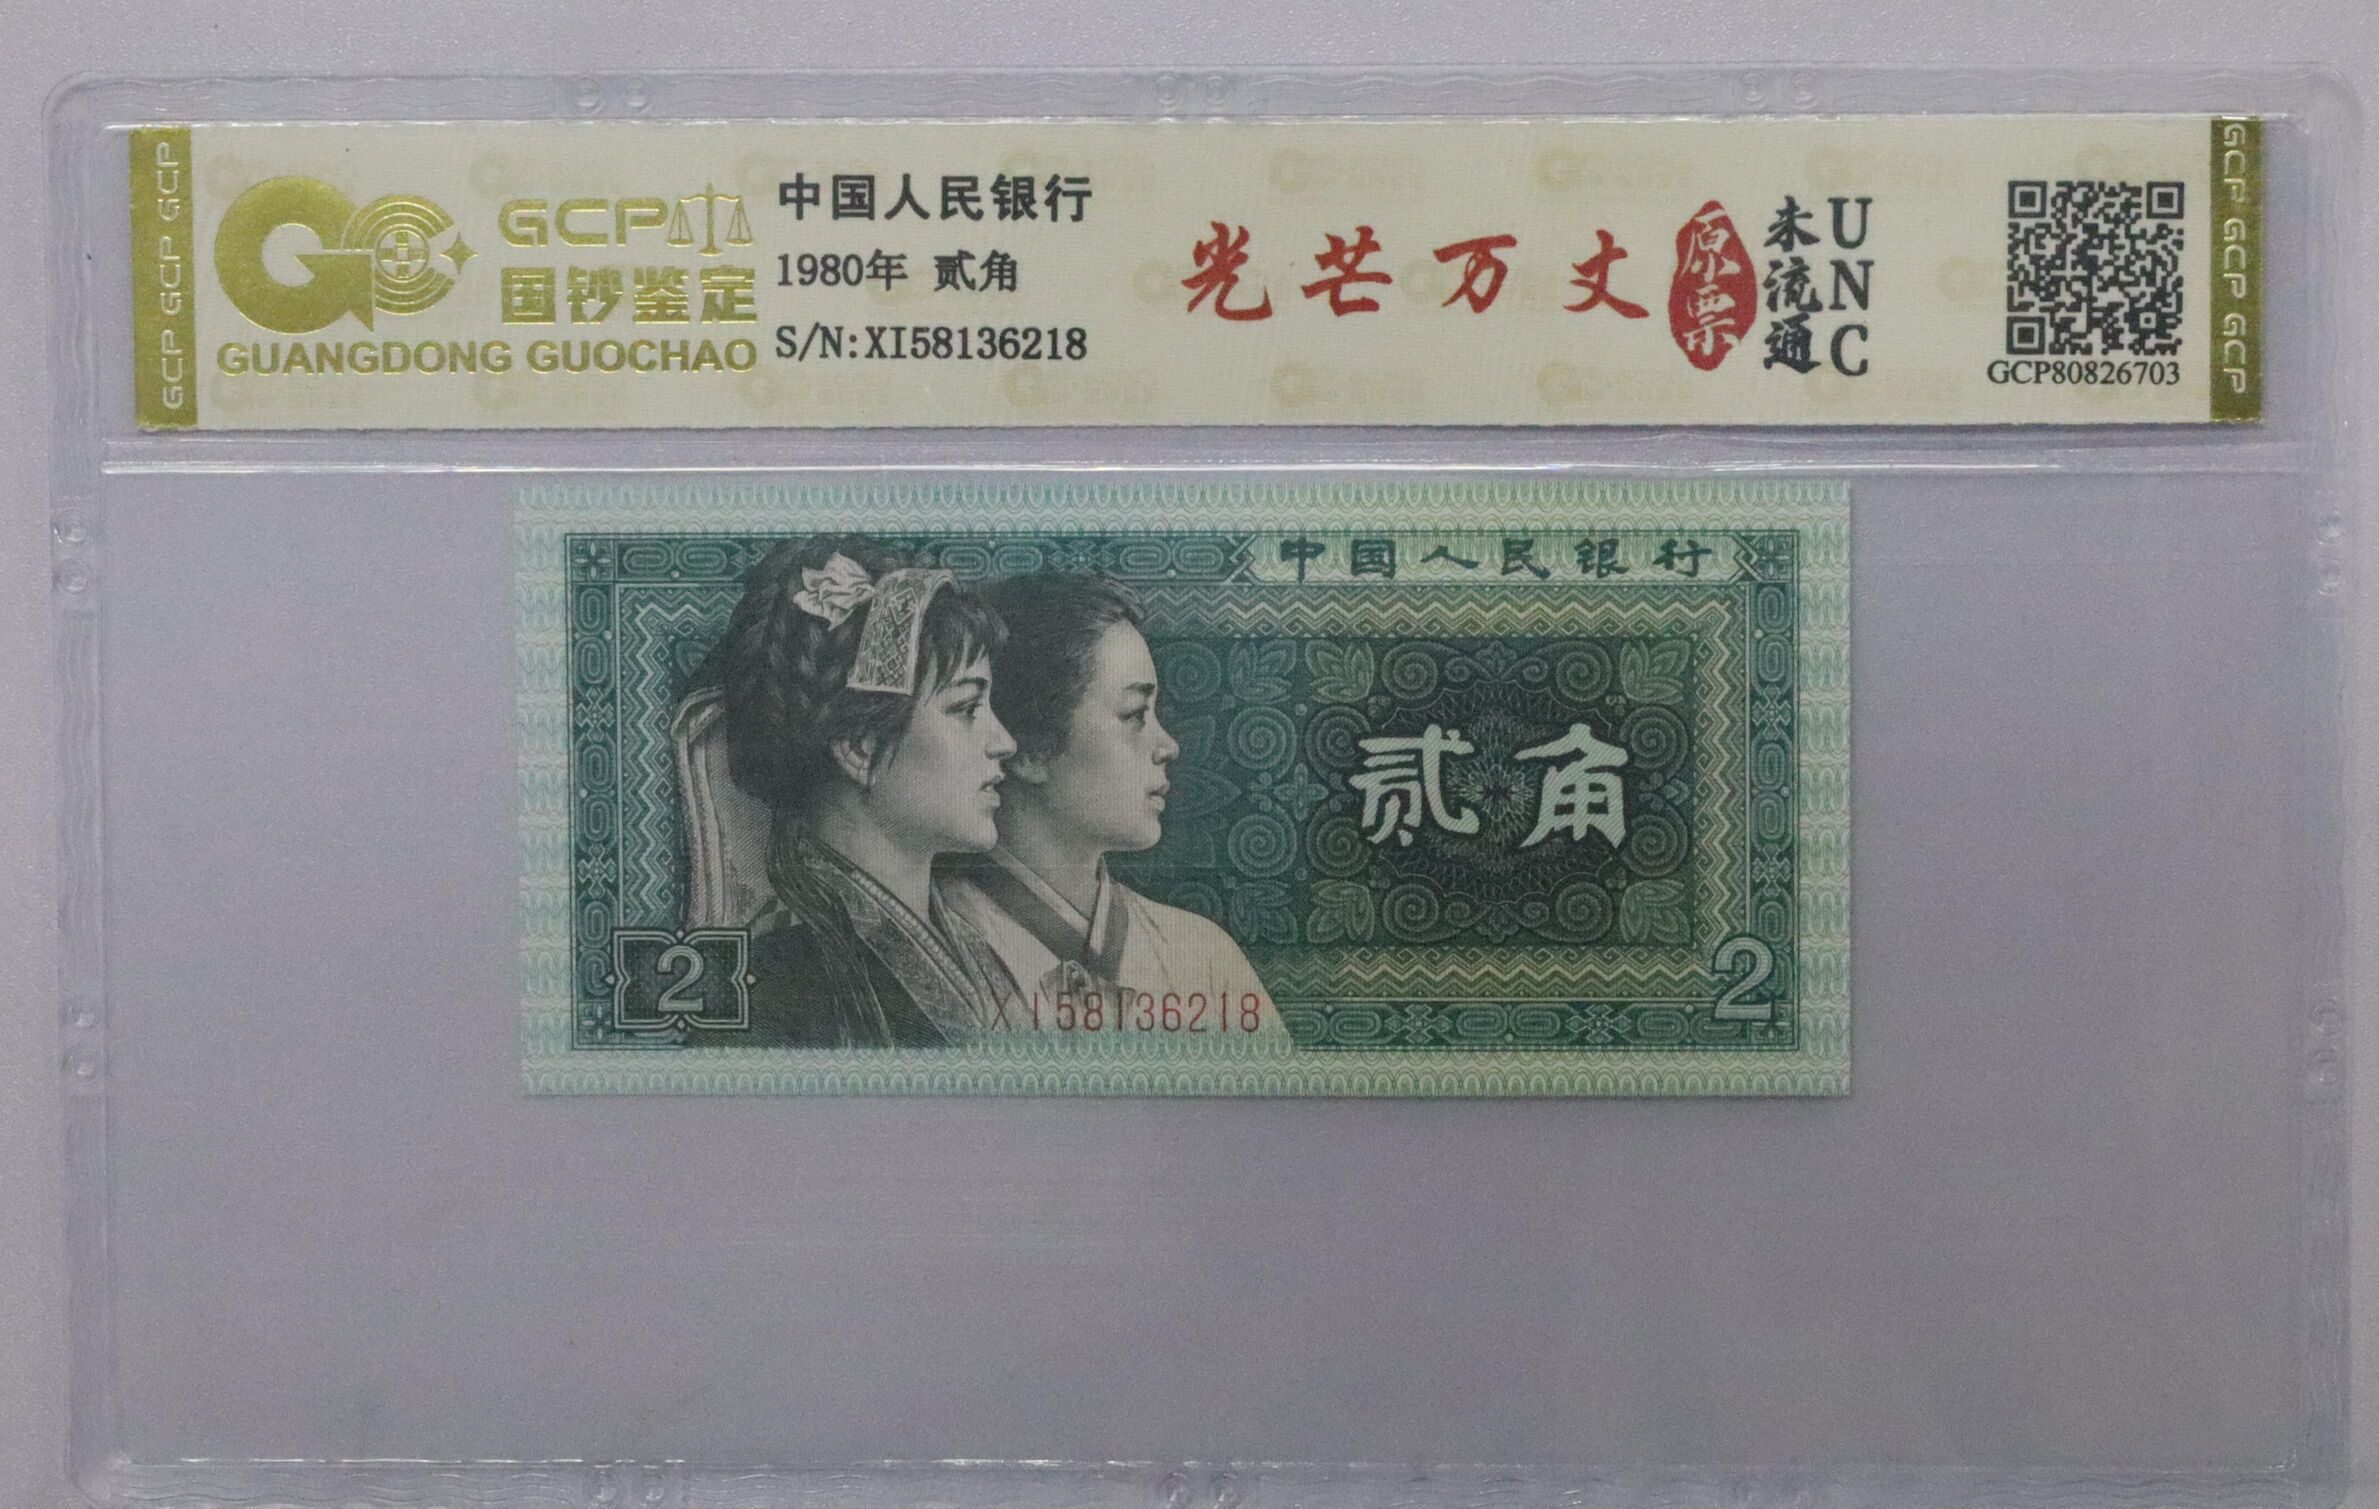 GCP GCP GCP
GCP
国钞鉴定
GUANGDONG GUOCHAO
中国人民银行
1980年 贰角
S/N:XI58136218
光芒万丈
原票
未流通
UNC
GCP80826703
GCP GCP GCP
中国人民银行
贰角
2
XI58136218
2